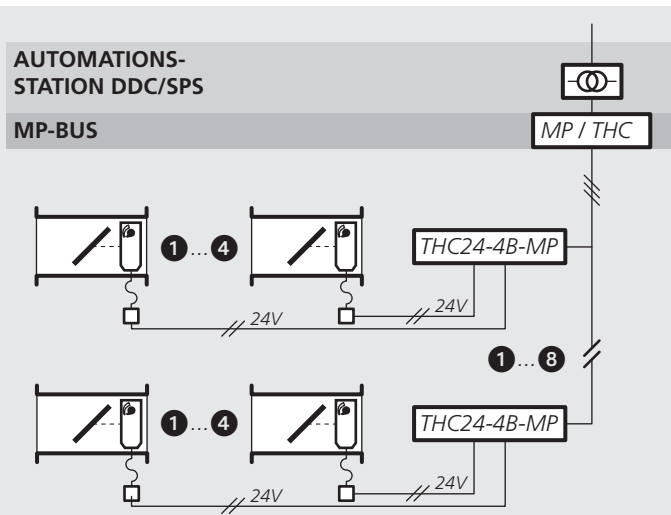 AUTOMATIONS-
STATION DDC/SPS
MP-BUS
MP / THC
1...4
THC24-4B-MP
24V
24V
1...8
1...4
THC24-4B-MP
24V
24V